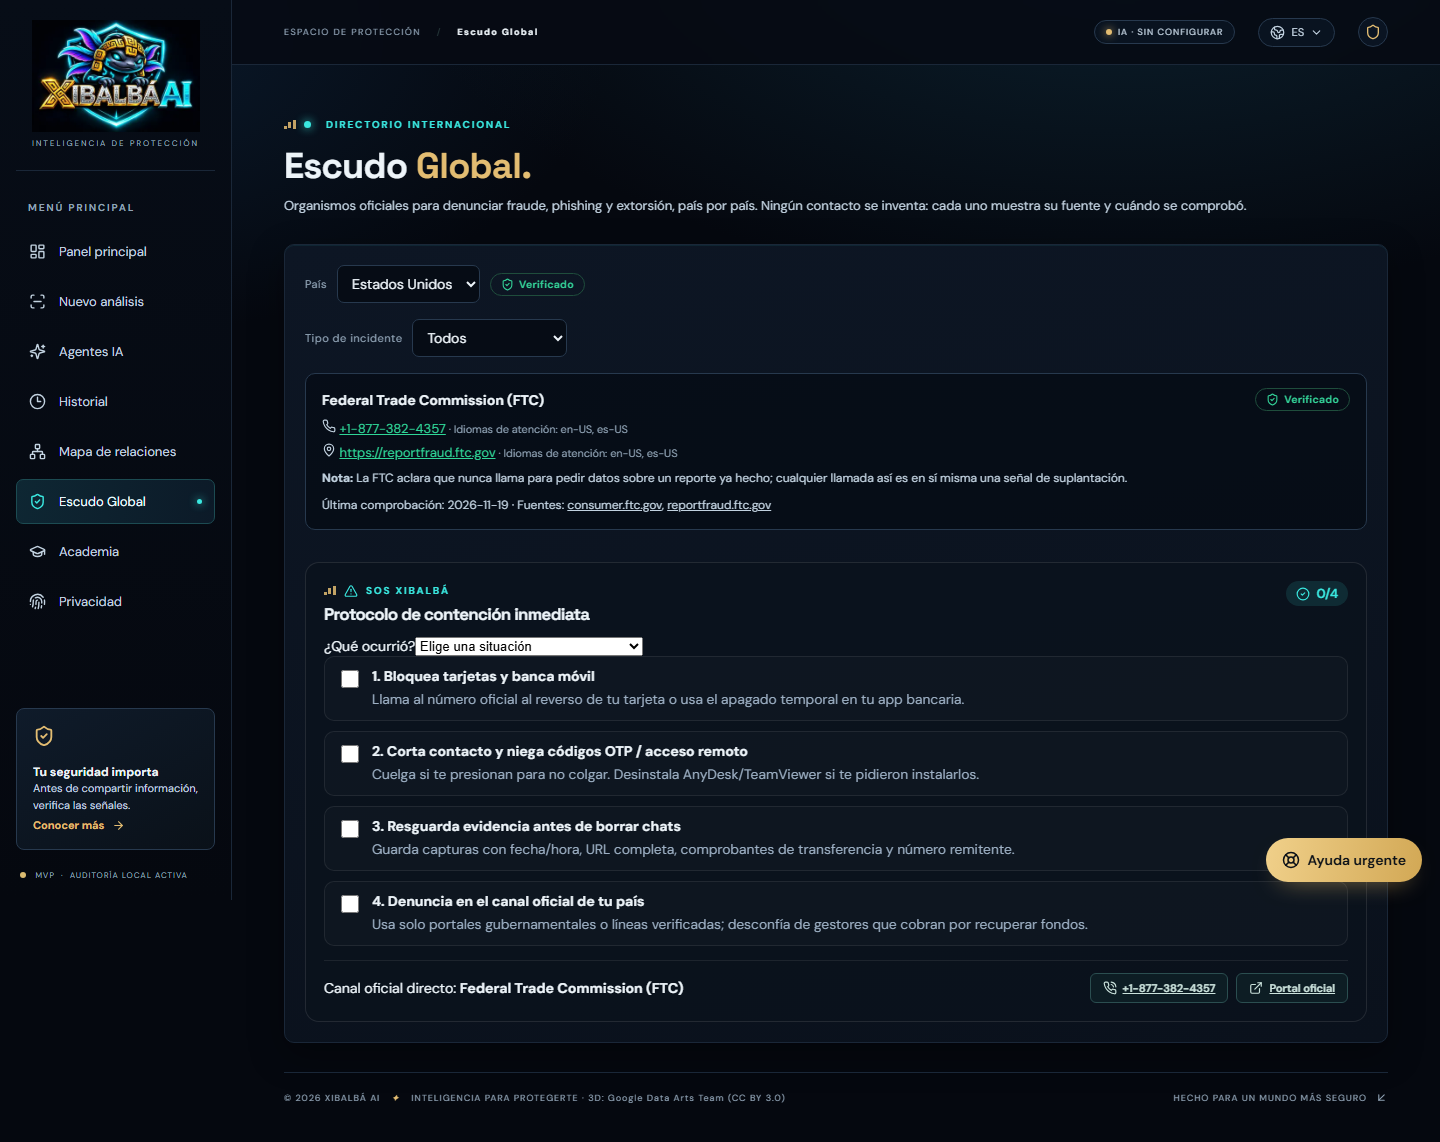 XIBALBÁ AI
INTELIGENCIA DE PROTECCIÓN
MENÚ PRINCIPAL
Panel principal
Nuevo análisis
Agentes IA
Historial
Mapa de relaciones
Escudo Global
Academia
Privacidad
Tu seguridad importa
Antes de compartir información,
verifica las señales.
Conocer más →
MVP · AUDITORÍA LOCAL ACTIVA
ESPACIO DE PROTECCIÓN / Escudo Global
IA · SIN CONFIGURAR
ES
DIRECTORIO INTERNACIONAL
Escudo Global.
Organismos oficiales para denunciar fraude, phishing y extorsión, país por país. Ningún contacto se inventa: cada uno muestra su fuente y cuándo se comprobó.
País Estados Unidos Verificado
Tipo de incidente Todos
Federal Trade Commission (FTC) Verificado
+1-877-382-4357 · Idiomas de atención: en-US, es-US
https://reportfraud.ftc.gov · Idiomas de atención: en-US, es-US
Nota: La FTC aclara que nunca llama para pedir datos sobre un reporte ya hecho; cualquier llamada así es en sí misma una señal de suplantación.
Última comprobación: 2026-11-19 · Fuentes: consumer.ftc.gov, reportfraud.ftc.gov
SOS XIBALBÁ
0/4
Protocolo de contención inmediata
¿Qué ocurrió? Elige una situación
1. Bloquea tarjetas y banca móvil
Llama al número oficial al reverso de tu tarjeta o usa el apagado temporal en tu app bancaria.
2. Corta contacto y niega códigos OTP / acceso remoto
Cuelga si te presionan para no colgar. Desinstala AnyDesk/TeamViewer si te pidieron instalarlos.
3. Resguarda evidencia antes de borrar chats
Guarda capturas con fecha/hora, URL completa, comprobantes de transferencia y número remitente.
Ayuda urgente
4. Denuncia en el canal oficial de tu país
Usa solo portales gubernamentales o líneas verificadas; desconfía de gestores que cobran por recuperar fondos.
Canal oficial directo: Federal Trade Commission (FTC) +1-877-382-4357 Portal oficial
© 2026 XIBALBÁ AI ✦ INTELIGENCIA PARA PROTEGERTE · 3D: Google Data Arts Team (CC BY 3.0)
HECHO PARA UN MUNDO MÁS SEGURO